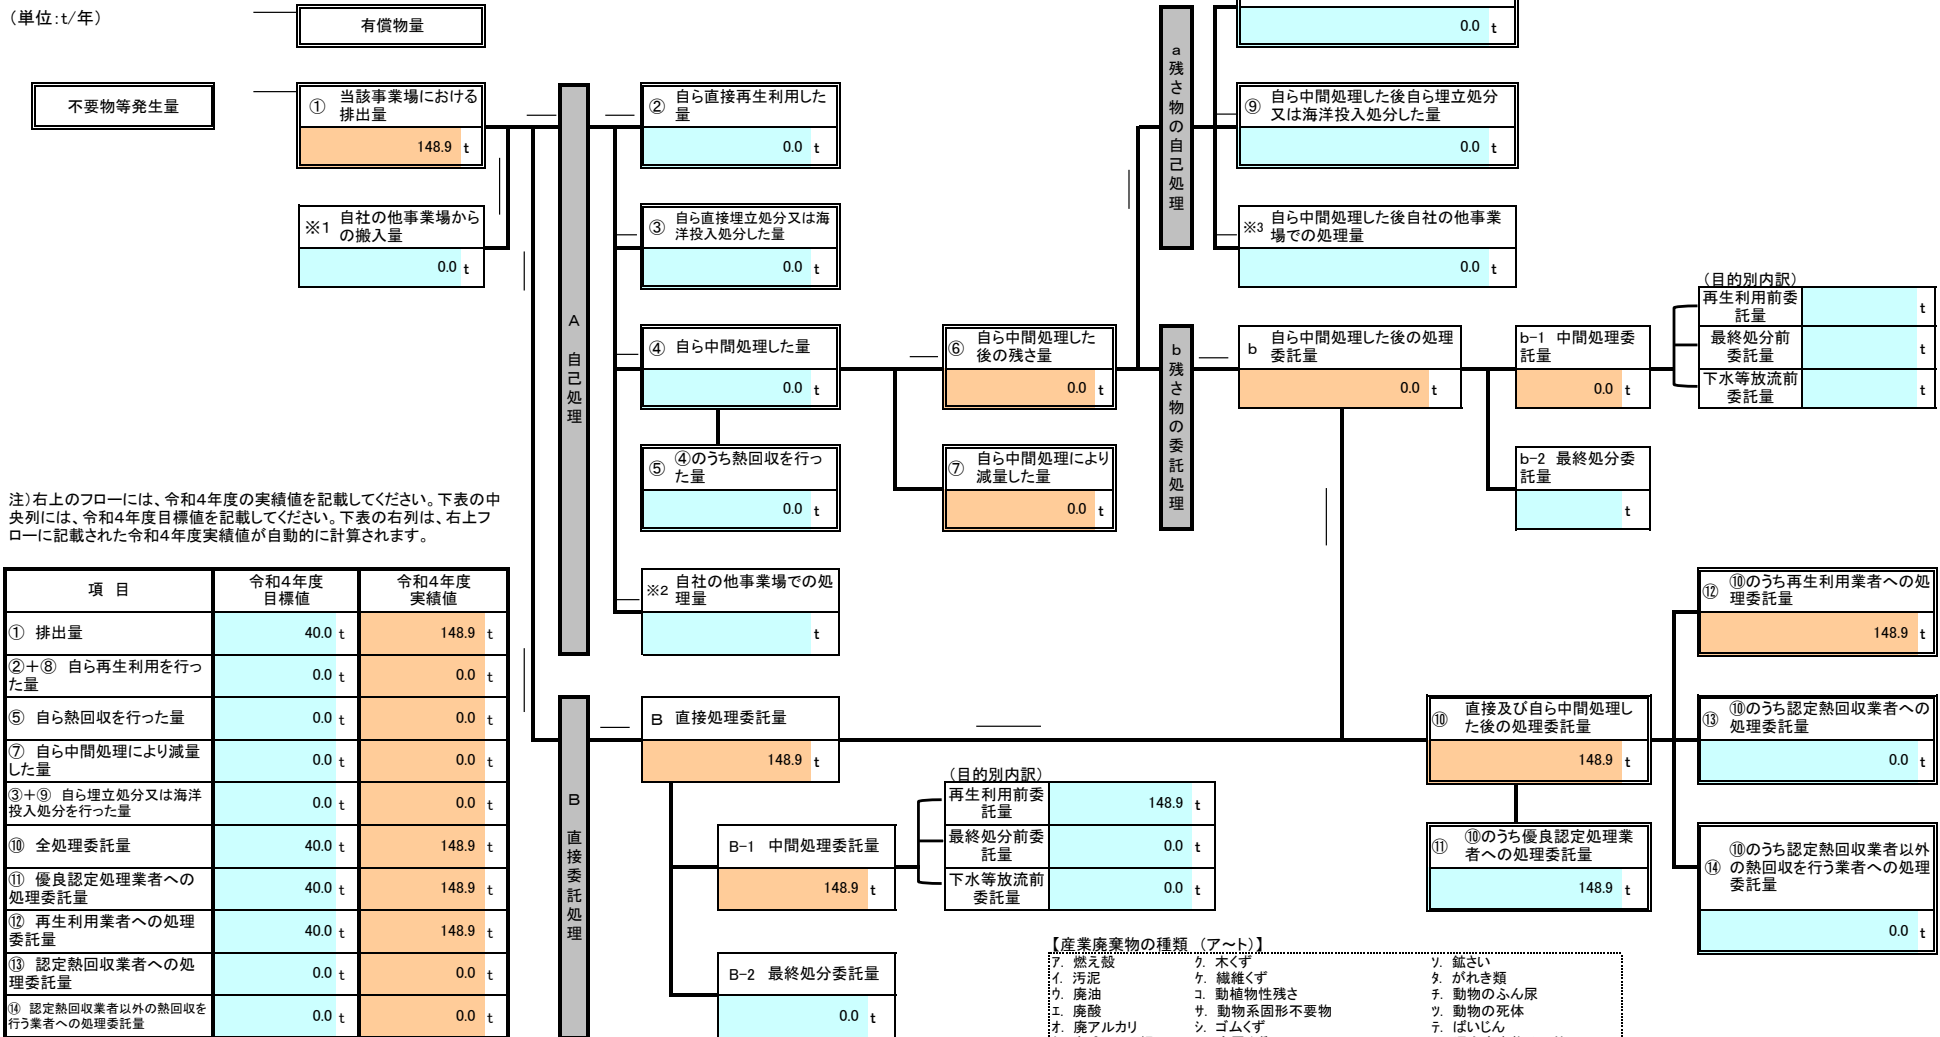 （単位：t/年）
有償物量
0.0 t
不要物等発生量
① 当該事業場における
排出量
148.9 t
※1 自社の他事業場から
の搬入量
0.0 t
A 自己処理
② 自ら直接再生利用した
量
0.0 t
③ 自ら直接埋立処分又は海
洋投入処分した量
0.0 t
④ 自ら中間処理した量
0.0 t
⑤ ④のうち熱回収を行っ
た量
0.0 t
※2 自社の他事業場での処
理量
t
⑥ 自ら中間処理した
後の残さ量
0.0 t
⑦ 自ら中間処理により
減量した量
0.0 t
a 残さ物の自己処理
⑨ 自ら中間処理した後自ら埋立処分
又は海洋投入処分した量
0.0 t
※3 自ら中間処理した後自社の他事業
場での処理量
0.0 t
b 残さ物の委託処理
b 自ら中間処理した後の処理
委託量
0.0 t
b-1 中間処理委
託量
0.0 t
b-2 最終処分委
託量
t
（目的別内訳）
再生利用前委
託量
t
最終処分前
委託量
t
下水等放流前
委託量
t
注）右上のフローには、令和4年度の実績値を記載してください。下表の中
央列には、令和4年度目標値を記載してください。下表の右列は、右上フ
ローに記載された令和4年度実績値が自動的に計算されます。
項 目 令和4年度
目標値 令和4年度
実績値
① 排出量 40.0 t 148.9 t
②＋⑧ 自ら再生利用を行っ
た量 0.0 t 0.0 t
⑤ 自ら熱回収を行った量 0.0 t 0.0 t
⑦ 自ら中間処理により減量
した量 0.0 t 0.0 t
③＋⑨ 自ら埋立処分又は海洋
投入処分を行った量 0.0 t 0.0 t
⑩ 全処理委託量 40.0 t 148.9 t
⑪ 優良認定処理業者への
処理委託量 40.0 t 148.9 t
⑫ 再生利用業者への処理
委託量 40.0 t 148.9 t
⑬ 認定熱回収業者への処
理委託量 0.0 t 0.0 t
⑭ 認定熱回収業者以外の熱回収を
行う業者への処理委託量 0.0 t 0.0 t
B 直接委託処理
B 直接処理委託量
148.9 t
B-1 中間処理委託量
148.9 t
B-2 最終処分委託量
0.0 t
（目的別内訳）
再生利用前委
託量
148.9 t
最終処分前委
託量
0.0 t
下水等放流前
委託量
0.0 t
⑩ 直接及び自ら中間処理し
た後の処理委託量
148.9 t
⑪ ⑩のうち優良認定処理業
者への処理委託量
148.9 t
⑫ ⑩のうち再生利用業者への処
理委託量
148.9 t
⑬ ⑩のうち認定熱回収業者への
処理委託量
0.0 t
⑭ ⑩のうち認定熱回収業者以外
の熱回収を行う業者への処理
委託量
0.0 t
【産業廃棄物の種類 （ア～ト）】
ア. 燃え殻 ク. 木くず ソ. 鉱さい
イ. 汚泥 ケ. 繊維くず タ. がれき類
ウ. 廃油 コ. 動植物性残さ チ. 動物のふん尿
エ. 廃酸 サ. 動物系固形不要物 ツ. 動物の死体
オ. 廃アルカリ シ. ゴムくず テ. ばいじん